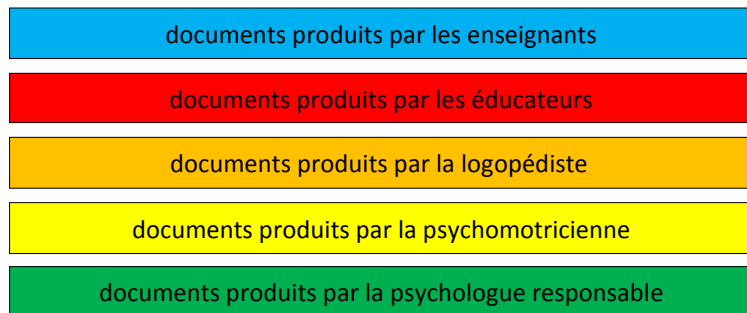 documents produits par les enseignants
documents produits par les éducateurs
documents produits par la logopédiste
documents produits par la psychomotricienne
documents produits par la psychologue responsable